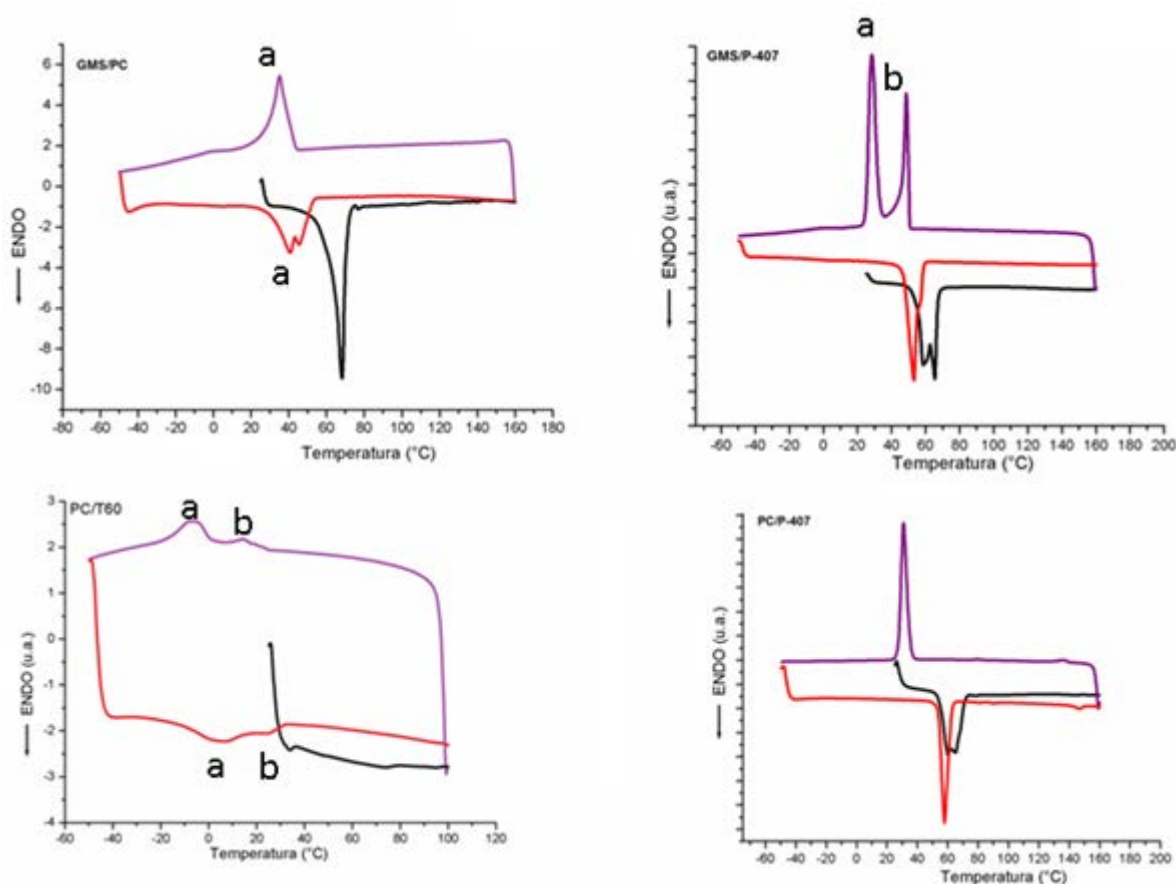 GMS/PC
a
a
6
4
2
0
-2
-4
-6
-8
-10
ENDO
-80 -60 -40 -20 0 20 40 60 80 100 120 140 160 180
Temperatura (°C)
GMS/P-407
a
b
ENDO (u.a.)
-60 -40 -20 0 20 40 60 80 100 120 140 160 180 200
Temperatura (°C)
PC/T60
a
b
a
b
3
2
1
0
-1
-2
-3
-4
ENDO (u.a.)
-60 -40 -20 0 20 40 60 80 100
Temperatura (°C)
PC/P-407
ENDO (u.a.)
-60 -40 -20 0 20 40 60 80 100 120 140 160 180 200
Temperatura (°C)